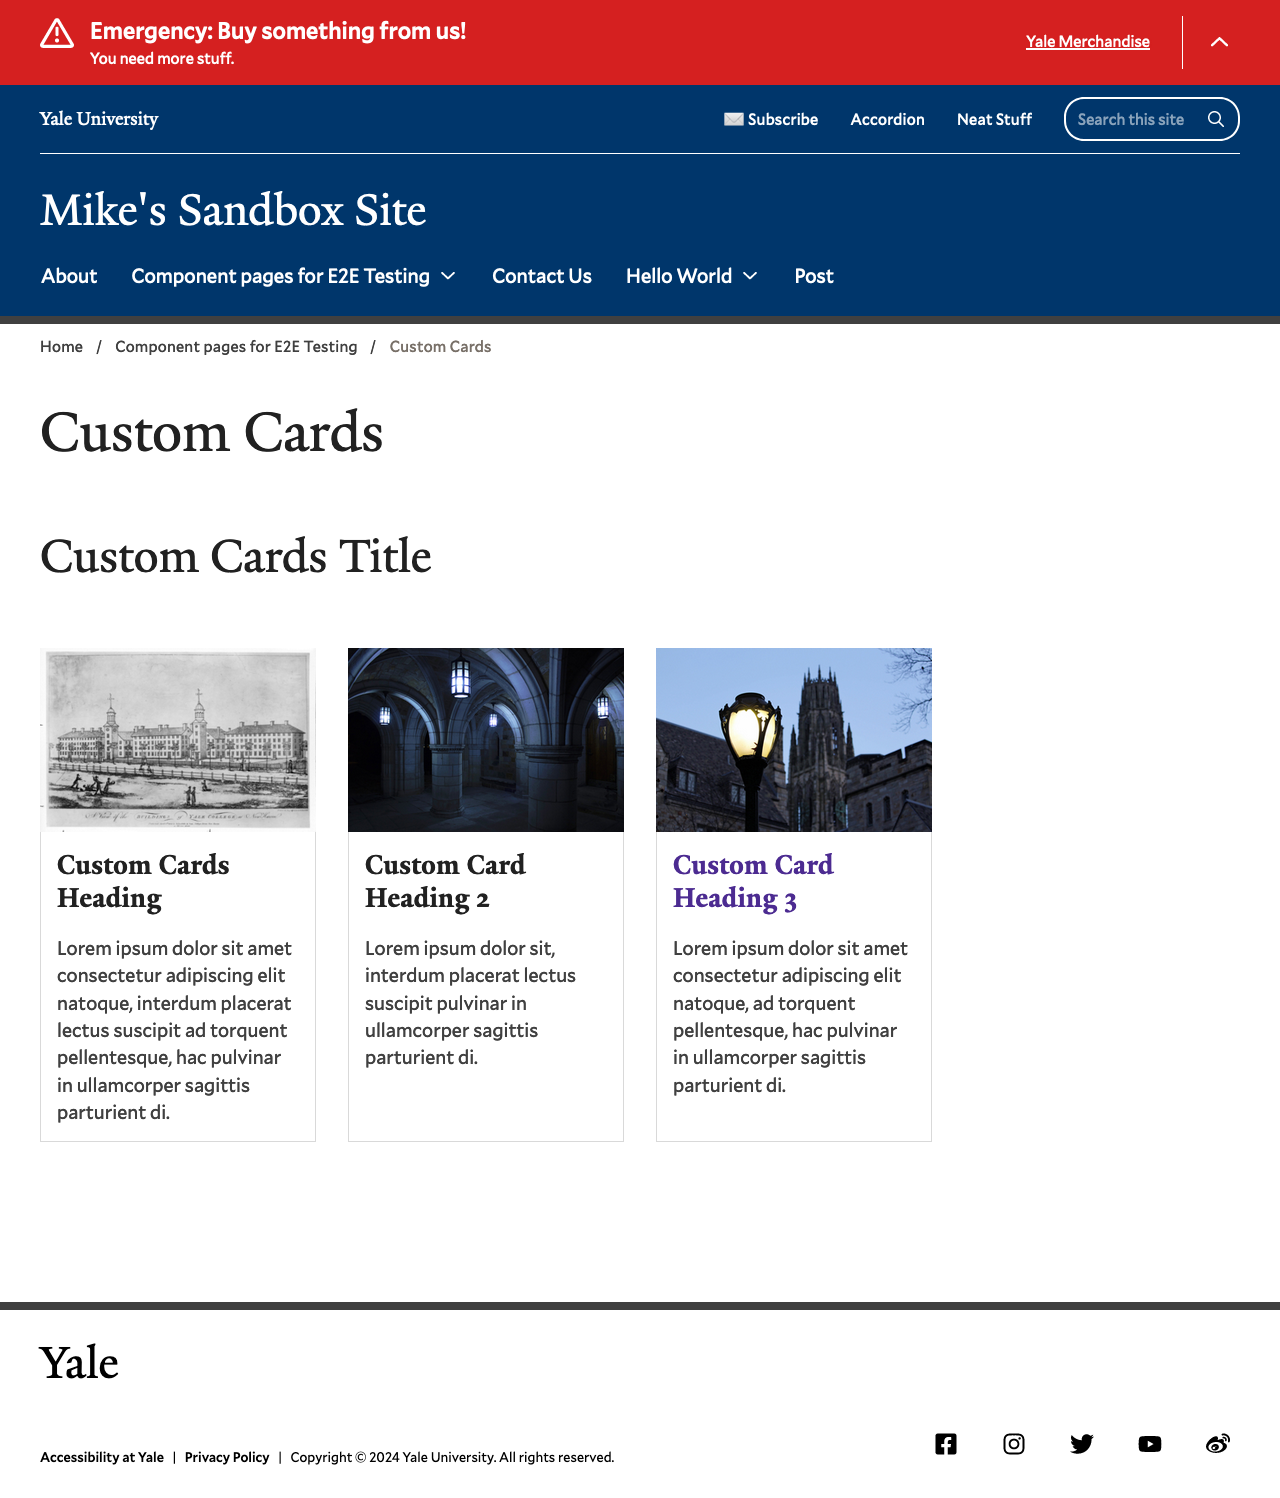 Emergency: Buy something from us!
You need more stuff.
Yale Merchandise
Yale University
Subscribe
Accordion
Neat Stuff
Search this site
Mike's Sandbox Site
About
Component pages for E2E Testing
Contact Us
Hello World
Post
Home / Component pages for E2E Testing / Custom Cards
Custom Cards
Custom Cards Title
Custom Cards
Heading
Lorem ipsum dolor sit amet
consectetur adipiscing elit
natoque, interdum placerat
lectus suscipit ad torquent
pellentesque, hac pulvinar
in ullamcorper sagittis
parturient di.
Custom Card
Heading 2
Lorem ipsum dolor sit,
interdum placerat lectus
suscipit pulvinar in
ullamcorper sagittis
parturient di.
Custom Card
Heading 3
Lorem ipsum dolor sit amet
consectetur adipiscing elit
natoque, ad torquent
pellentesque, hac pulvinar
in ullamcorper sagittis
parturient di.
Yale
Accessibility at Yale | Privacy Policy | Copyright © 2024 Yale University. All rights reserved.